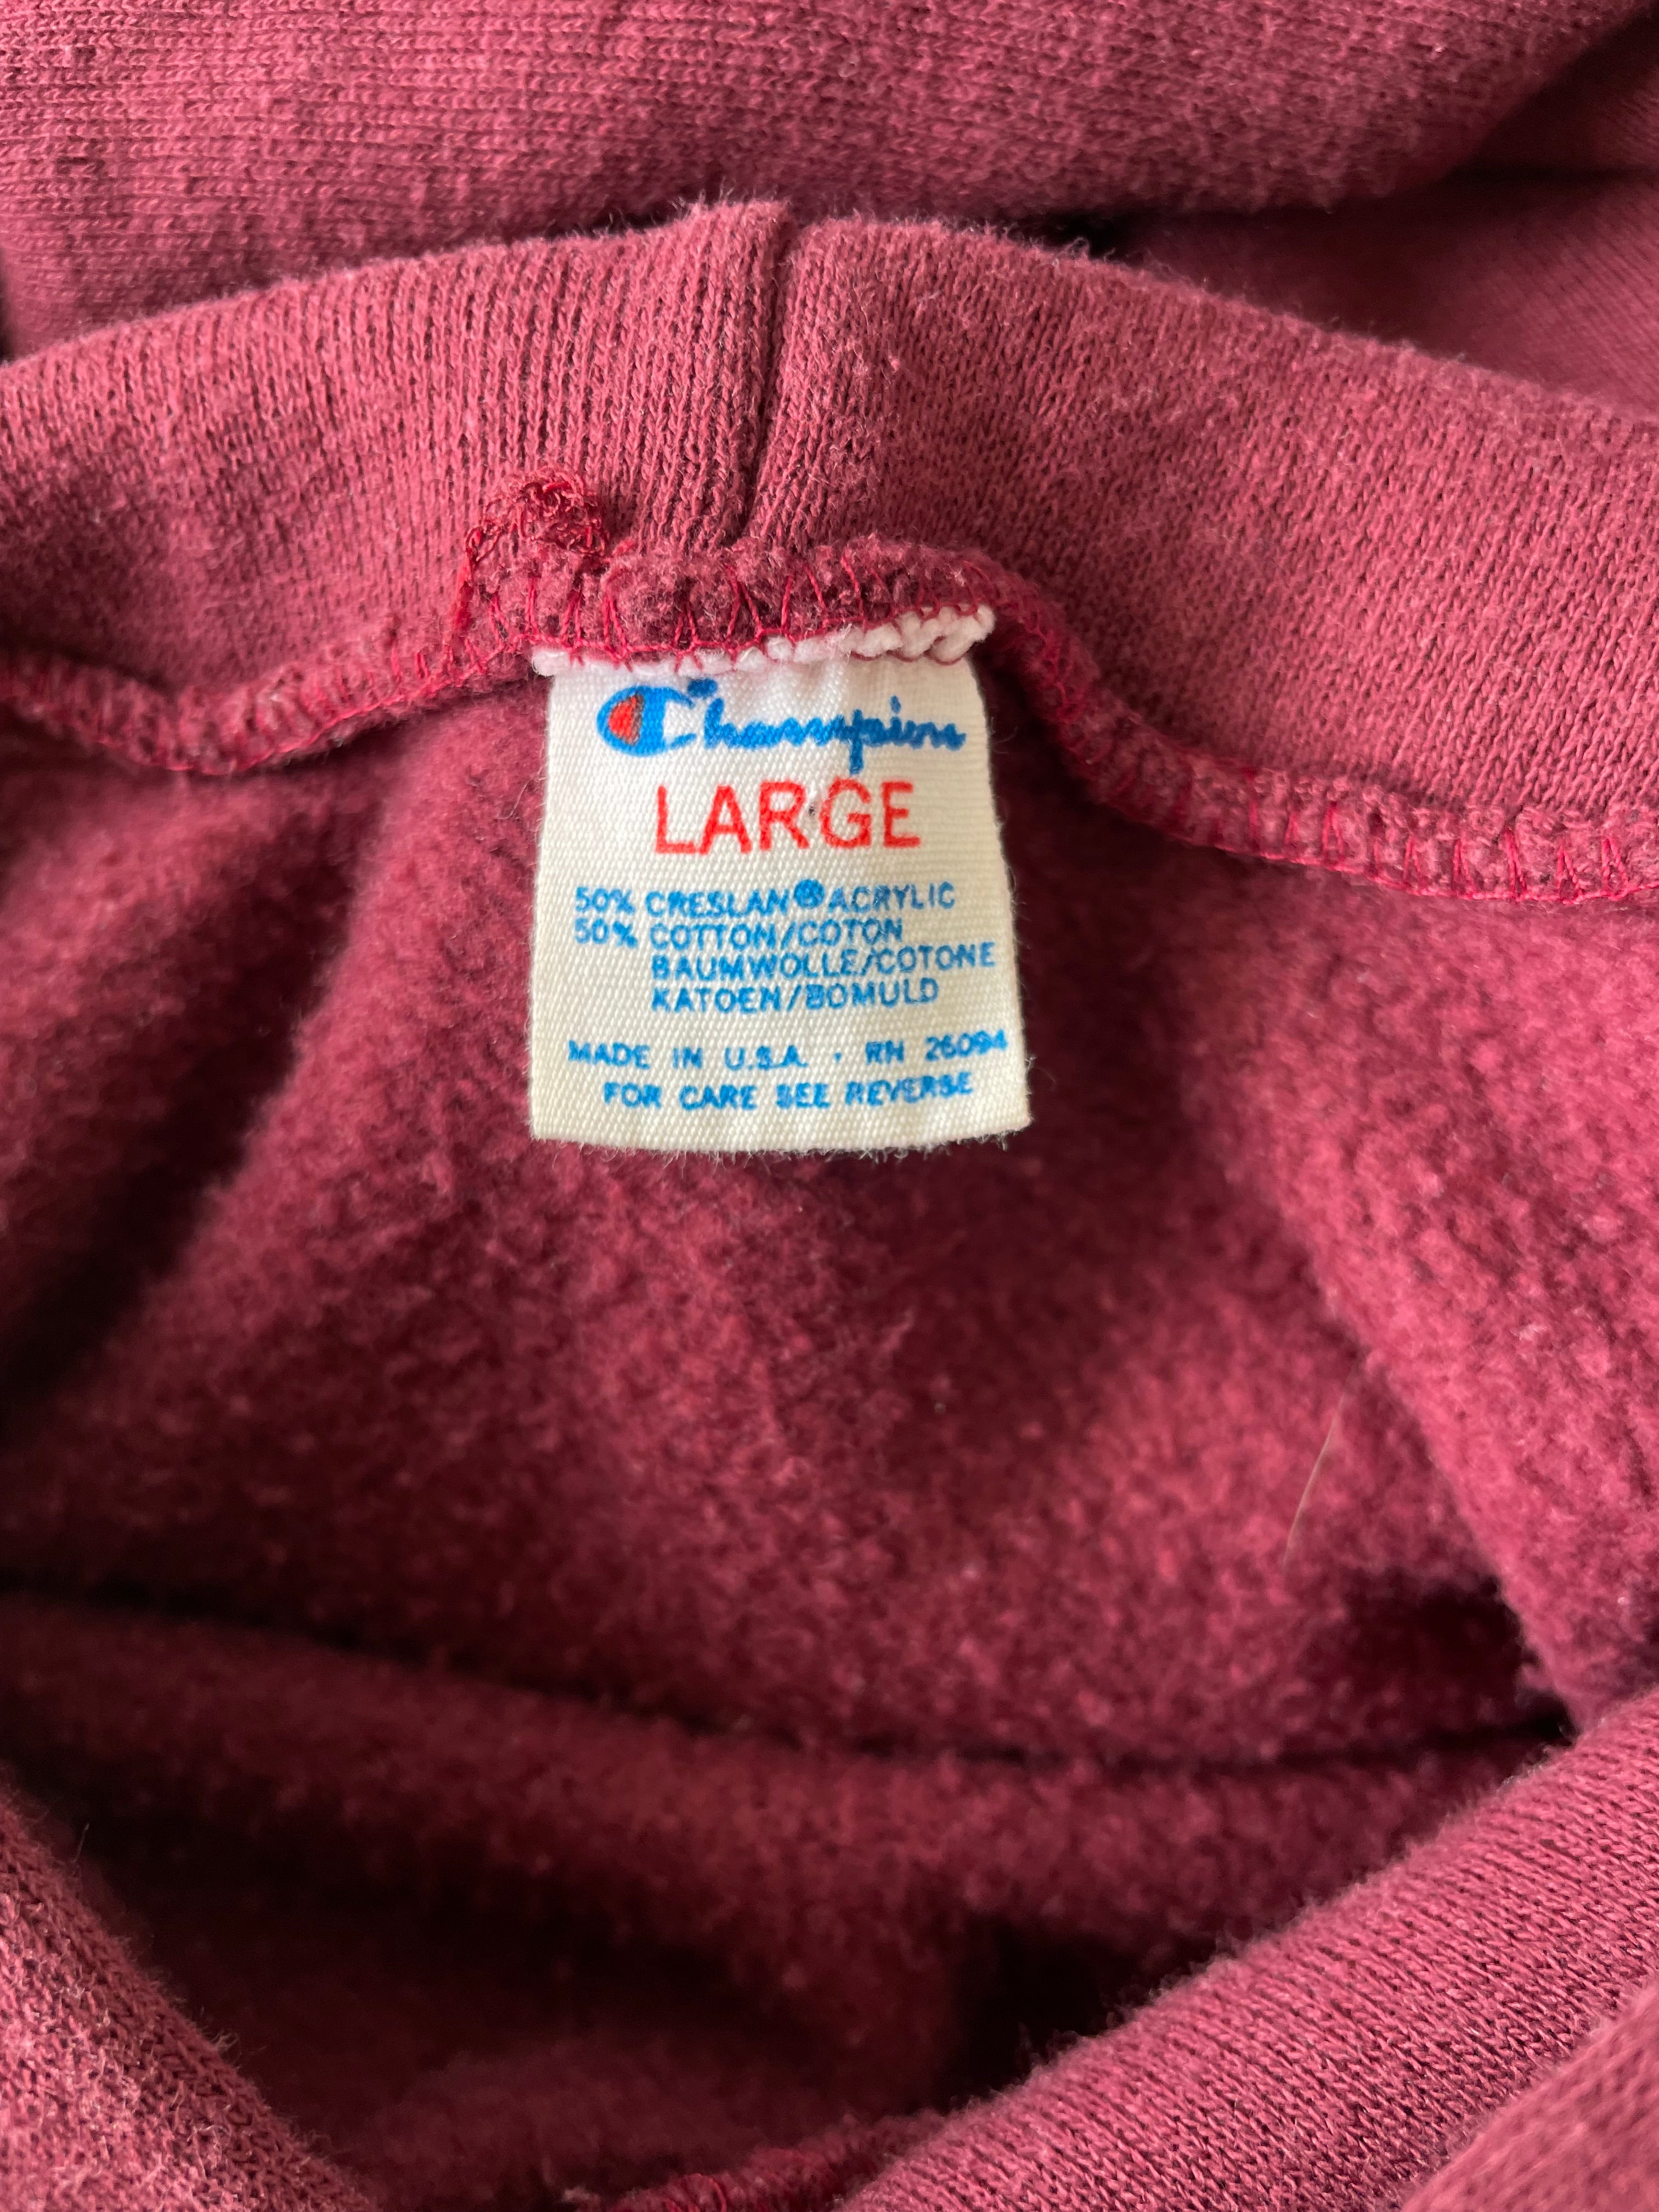 Champion
LARGE
50% CRESLAN® ACRYLIC
50% COTTON/COTON
BAUMWOLLE/COTONE
KATOEN/BOMULD
MADE IN U.S.A. · RN 26094
FOR CARE SEE REVERSE